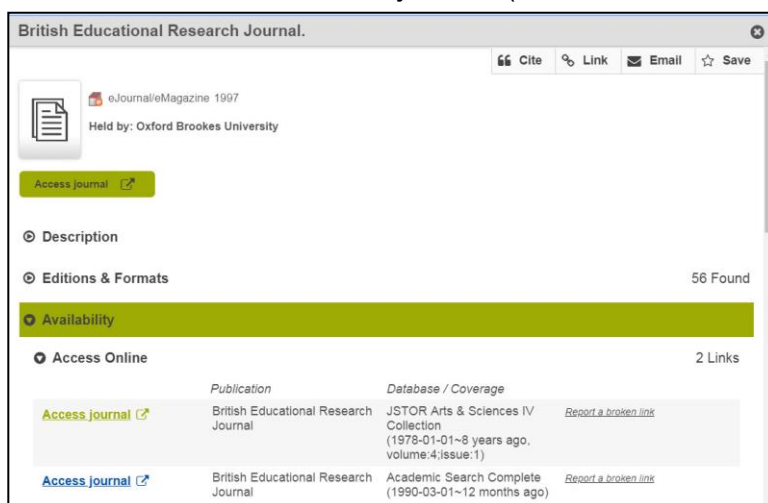 British Educational Research Journal.
Cite Link Email Save
eJournal/eMagazine 1997
Held by: Oxford Brookes University
Access journal
Description
Editions & Formats 56 Found
Availability
Access Online 2 Links
Publication Database / Coverage
Access journal British Educational Research JSTOR Arts & Sciences IV Report a broken link
Journal Collection
(1978-01-01~8 years ago,
volume:4;issue:1)
Access journal British Educational Research Academic Search Complete Report a broken link
Journal (1990-03-01~12 months ago)